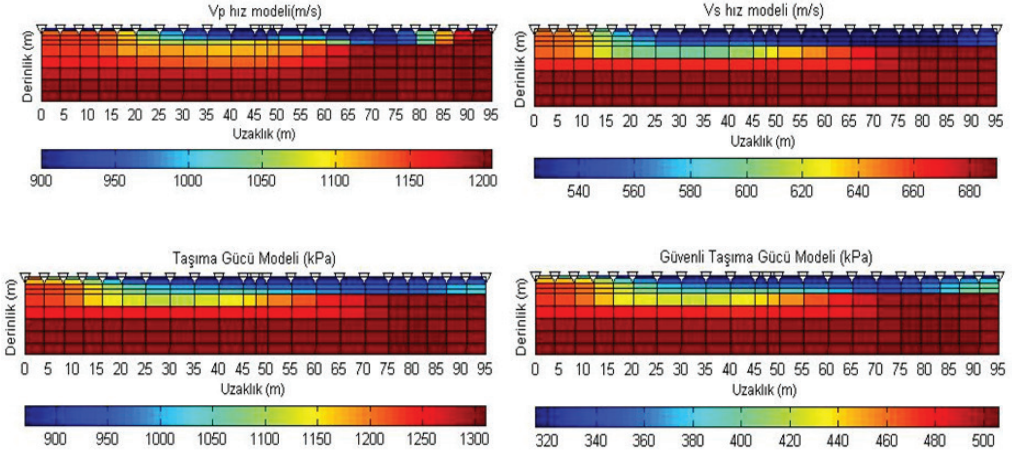 Vp hız modeli(m/s)
Derinlik (m)
0 5 10 15 20 25 30 35 40 45 50 55 60 65 70 75 80 85 90 95
Uzaklık (m)
900 950 1000 1050 1100 1150 1200
Vs hız modeli (m/s)
Derinlik (m)
0 5 10 15 20 25 30 35 40 45 50 55 60 65 70 75 80 85 90 95
Uzaklık (m)
540 560 580 600 620 640 660 680
Taşıma Gücü Modeli (kPa)
Derinlik (m)
0 5 10 15 20 25 30 35 40 45 50 55 60 65 70 75 80 85 90 95
Uzaklık (m)
900 950 1000 1050 1100 1150 1200 1250 1300
Güvenli Taşıma Gücü Modeli (kPa)
Derinlik (m)
0 5 10 15 20 25 30 35 40 45 50 55 60 65 70 75 80 85 90 95
Uzaklık (m)
320 340 360 380 400 420 440 460 480 500